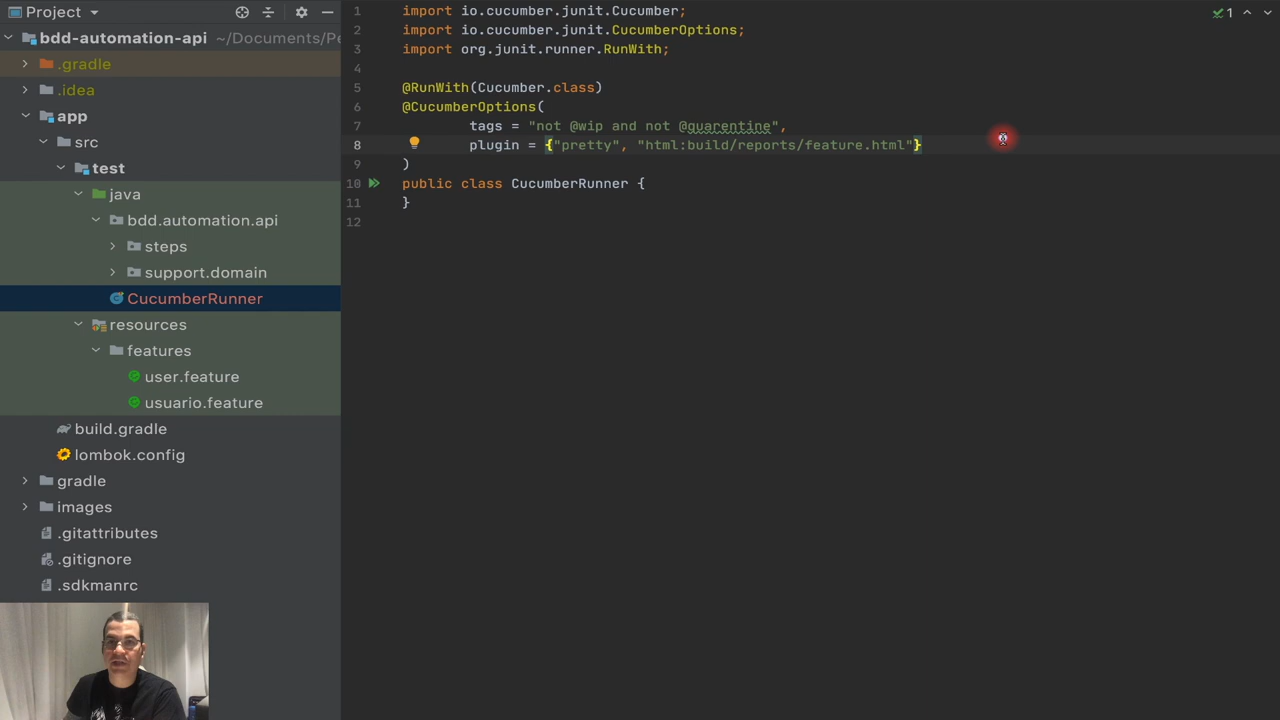 Project
bdd-automation-api ~/Documents/Pe
.gradle
.idea
app
src
test
java
bdd.automation.api
steps
support.domain
CucumberRunner
resources
features
user.feature
usuario.feature
build.gradle
lombok.config
gradle
images
.gitattributes
.gitignore
.sdkmanrc
1 import io.cucumber.junit.Cucumber;
2 import io.cucumber.junit.CucumberOptions;
3 import org.junit.runner.RunWith;
4
5 @RunWith(Cucumber.class)
6 @CucumberOptions(
7 tags = "not @wip and not @quarentine",
8 plugin = {"pretty", "html:build/reports/feature.html"}
9 )
10 public class CucumberRunner {
11 }
12
1